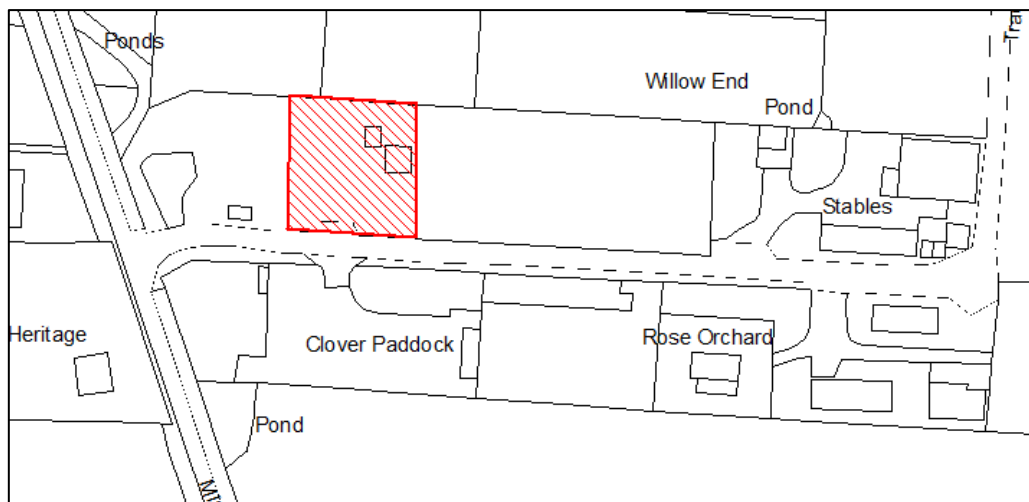 Ponds
Willow End
Pond
Stables
Heritage
Clover Paddock
Rose Orchard
Pond